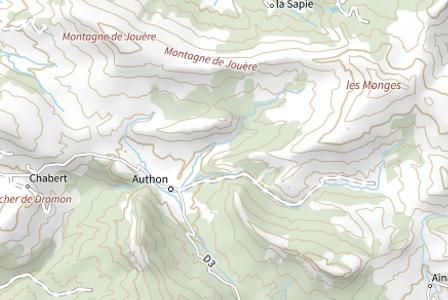 la Sapie
Montagne de Jouère
Montagne de Jouère
les Monges
Chabert
Authon
cher de Dromon
D3
Ain